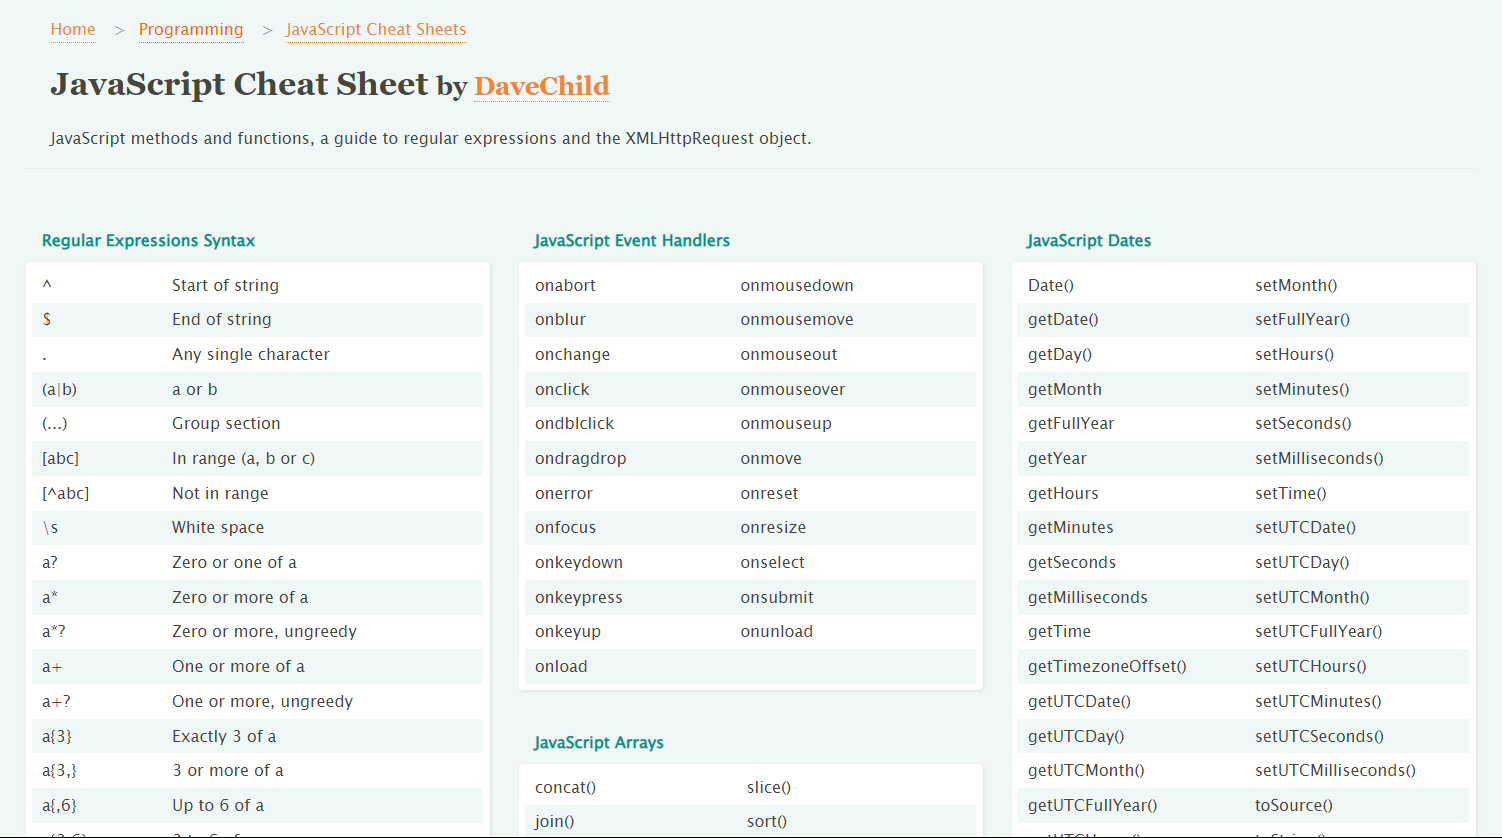 Home > Programming > JavaScript Cheat Sheets
JavaScript Cheat Sheet by DaveChild
JavaScript methods and functions, a guide to regular expressions and the XMLHttpRequest object.
Regular Expressions Syntax
^ Start of string
$ End of string
. Any single character
(a|b) a or b
(...) Group section
[abc] In range (a, b or c)
[^abc] Not in range
\s White space
a? Zero or one of a
a* Zero or more of a
a*? Zero or more, ungreedy
a+ One or more of a
a+? One or more, ungreedy
a{3} Exactly 3 of a
a{3,} 3 or more of a
a{,6} Up to 6 of a
JavaScript Event Handlers
onabort onmousedown
onblur onmousemove
onchange onmouseout
onclick onmouseover
ondblclick onmouseup
ondragdrop onmove
onerror onreset
onfocus onresize
onkeydown onselect
onkeypress onsubmit
onkeyup onunload
onload
JavaScript Arrays
concat() slice()
join() sort()
JavaScript Dates
Date() setMonth()
getDate() setFullYear()
getDay() setHours()
getMonth setMinutes()
getFullYear setSeconds()
getYear setMilliseconds()
getHours setTime()
getMinutes setUTCDate()
getSeconds setUTCDay()
getMilliseconds setUTCMonth()
getTime setUTCFullYear()
getTimezoneOffset() setUTCHours()
getUTCDate() setUTCMinutes()
getUTCDay() setUTCSeconds()
getUTCMonth() setUTCMilliseconds()
getUTCFullYear() toSource()